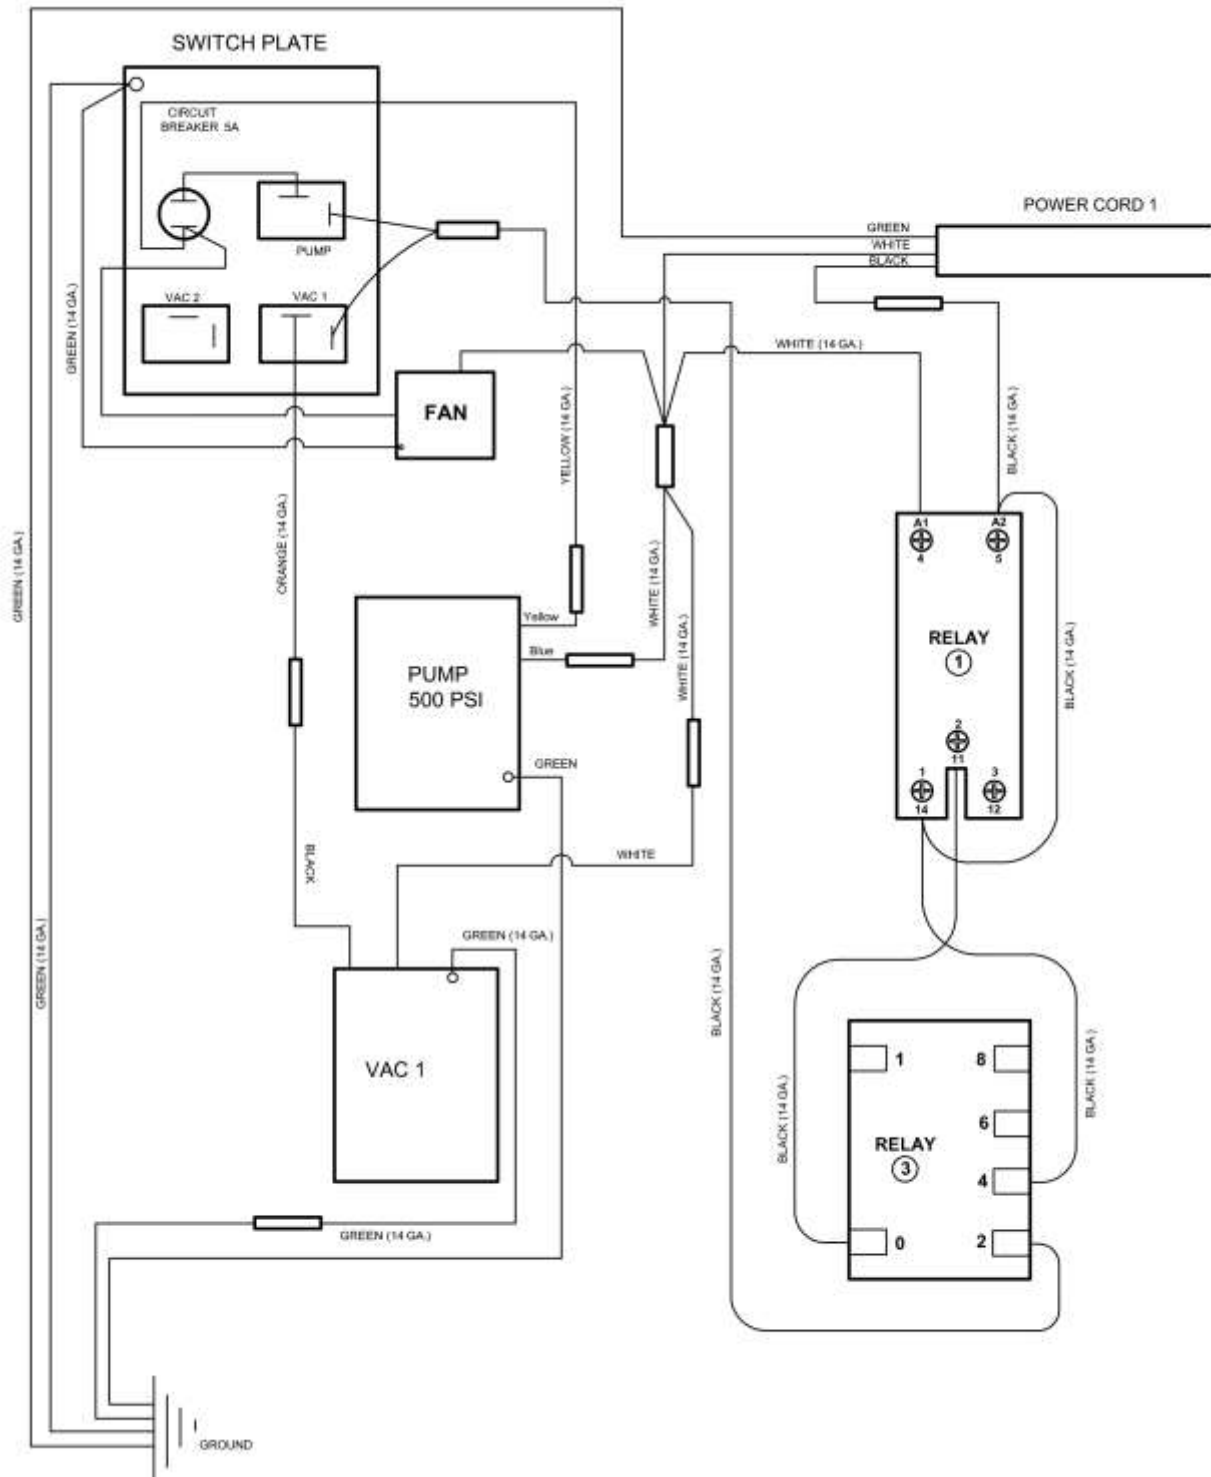 SWITCH PLATE
CIRCUIT
BREAKER 5A
PUMP
VAC 2
VAC 1
POWER CORD 1
GREEN
WHITE
BLACK
GREEN (14 GA.)
WHITE (14 GA.)
FAN
YELLOW (14 GA.)
BLACK (14 GA.)
ORANGE (14 GA.)
GREEN (14 GA.)
A1
4
A2
5
RELAY
1
BLACK (14 GA.)
2
11
1
14
3
12
WHITE (14 GA.)
WHITE (14 GA.)
Yellow
Blue
PUMP
500 PSI
GREEN
WHITE
BLACK
GREEN (14 GA.)
GREEN (14 GA.)
BLACK (14 GA.)
VAC 1
BLACK (14 GA.)
BLACK (14 GA.)
1
8
6
RELAY
3
4
0
2
GREEN (14 GA.)
GROUND